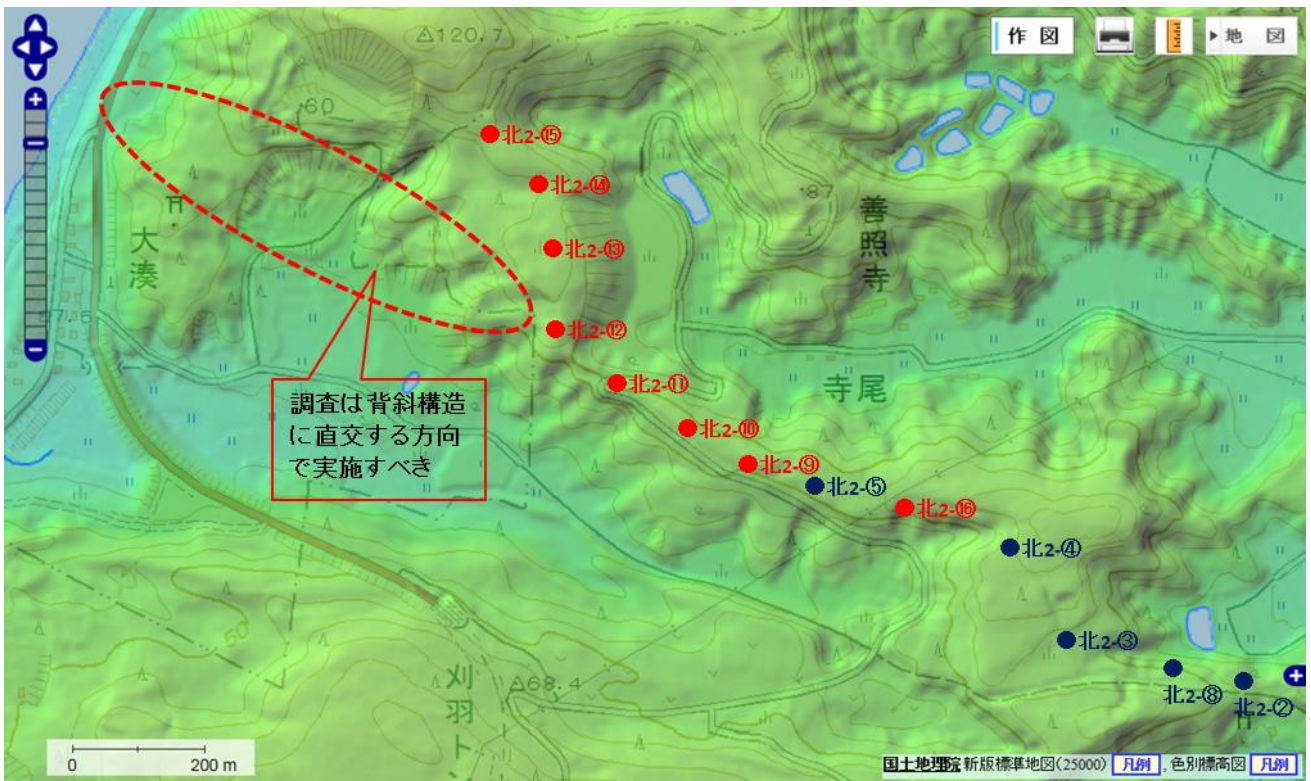 △120.7
作 図
▶地 図
・60
北2-⑮
北2-⑭
・87
善照寺
大湊
北2-⑬
97.5
北2-⑫
調査は背斜構造
に直交する方向
で実施すべき
北2-⑪
寺尾
北2-⑩
北2-⑨
北2-⑤
北2-⑯
北2-④
50
北2-③
刈羽ト
△68.4
北2-⑧
北2-②
0 200 m
国土地理院 新版標準地図(25000) 凡例 , 色別標高図 凡例